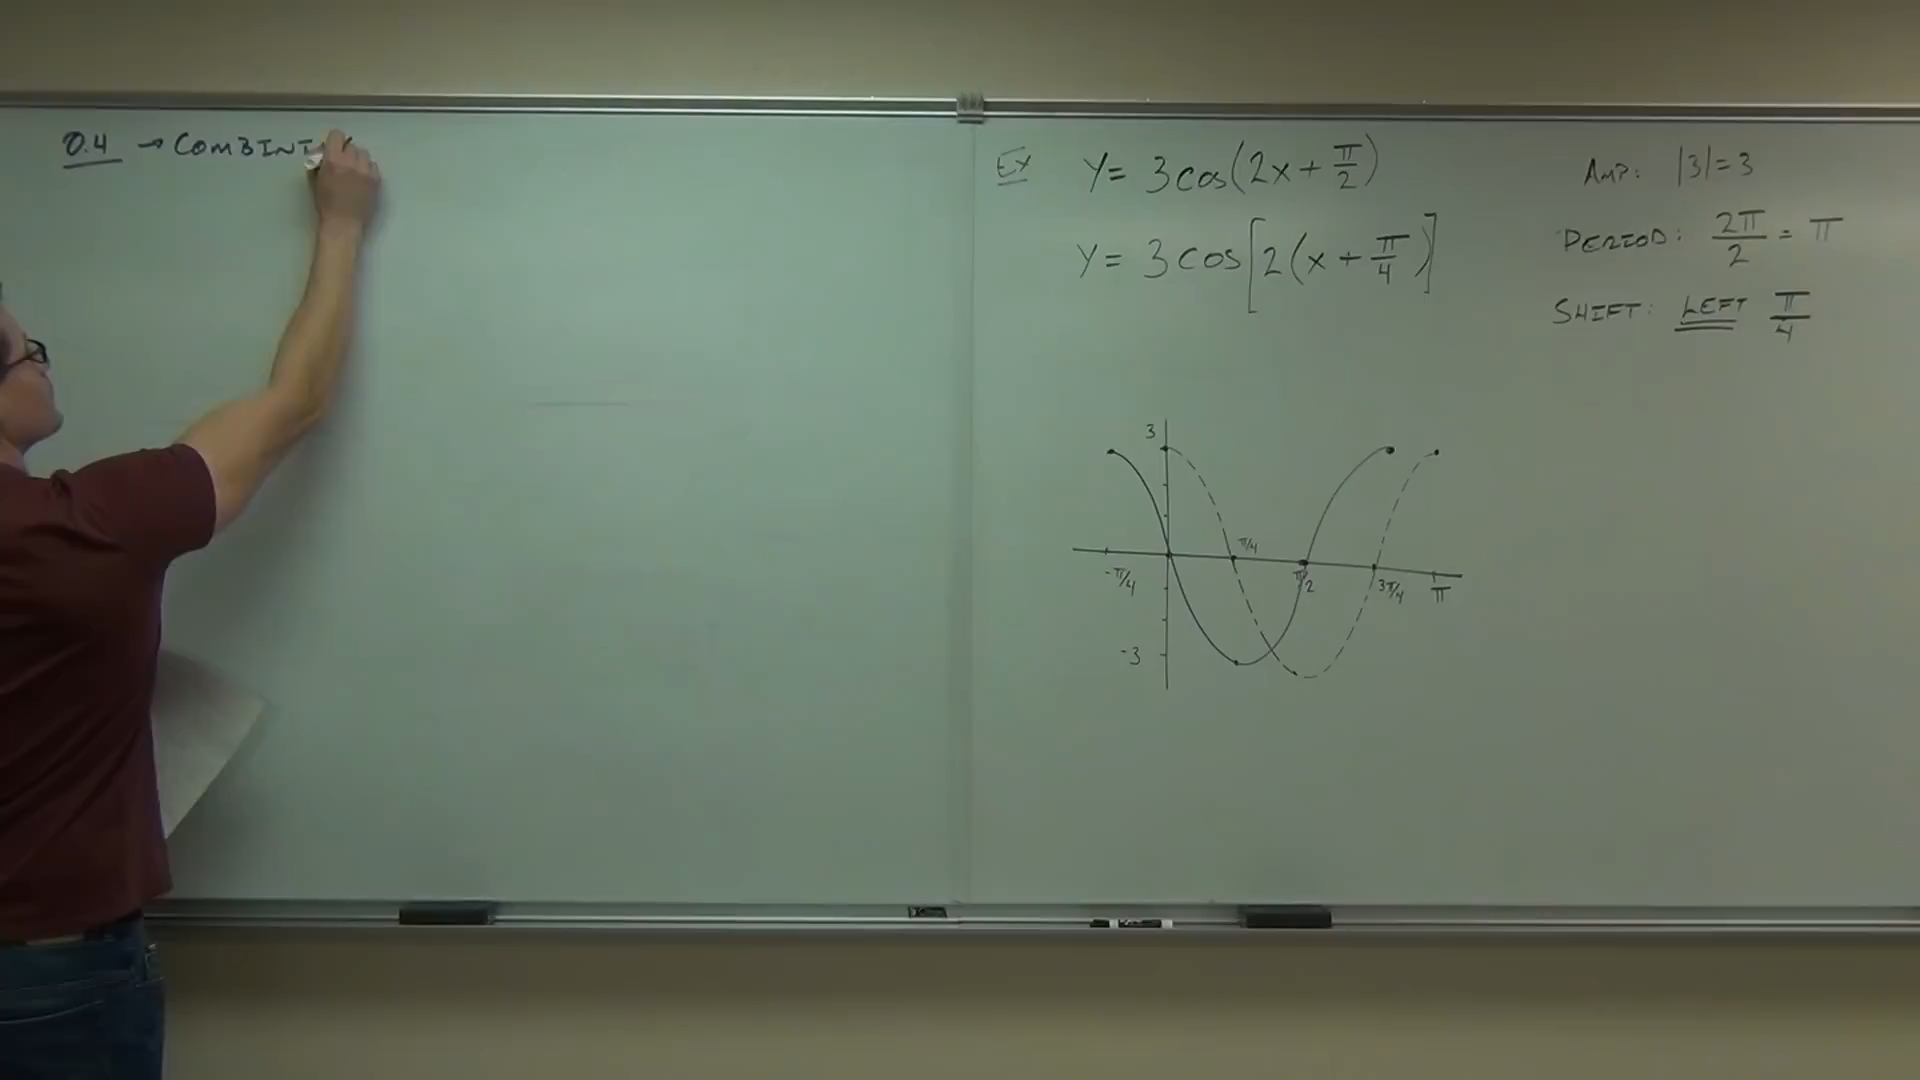 0.4 → COMBINI
EX Y= 3cos(2x + π/2)
Y= 3cos[2(x + π/4)]
AMP: |3|=3
PERIOD: 2π/2 = π
SHIFT: LEFT π/4
3
π/4
-π/4
π/2
3π/4
π
-3